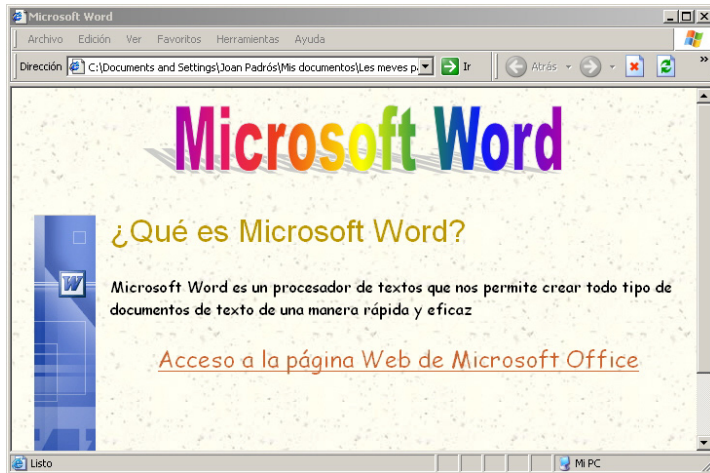 Microsoft Word
Archivo Edición Ver Favoritos Herramientas Ayuda
Dirección C:\Documents and Settings\Joan Padrós\Mis documentos\Les meves p Ir Atrás »
Microsoft Word
¿Qué es Microsoft Word?
W
Microsoft Word es un procesador de textos que nos permite crear todo tipo de
documentos de texto de una manera rápida y eficaz
Acceso a la página Web de Microsoft Office
Listo Mi PC